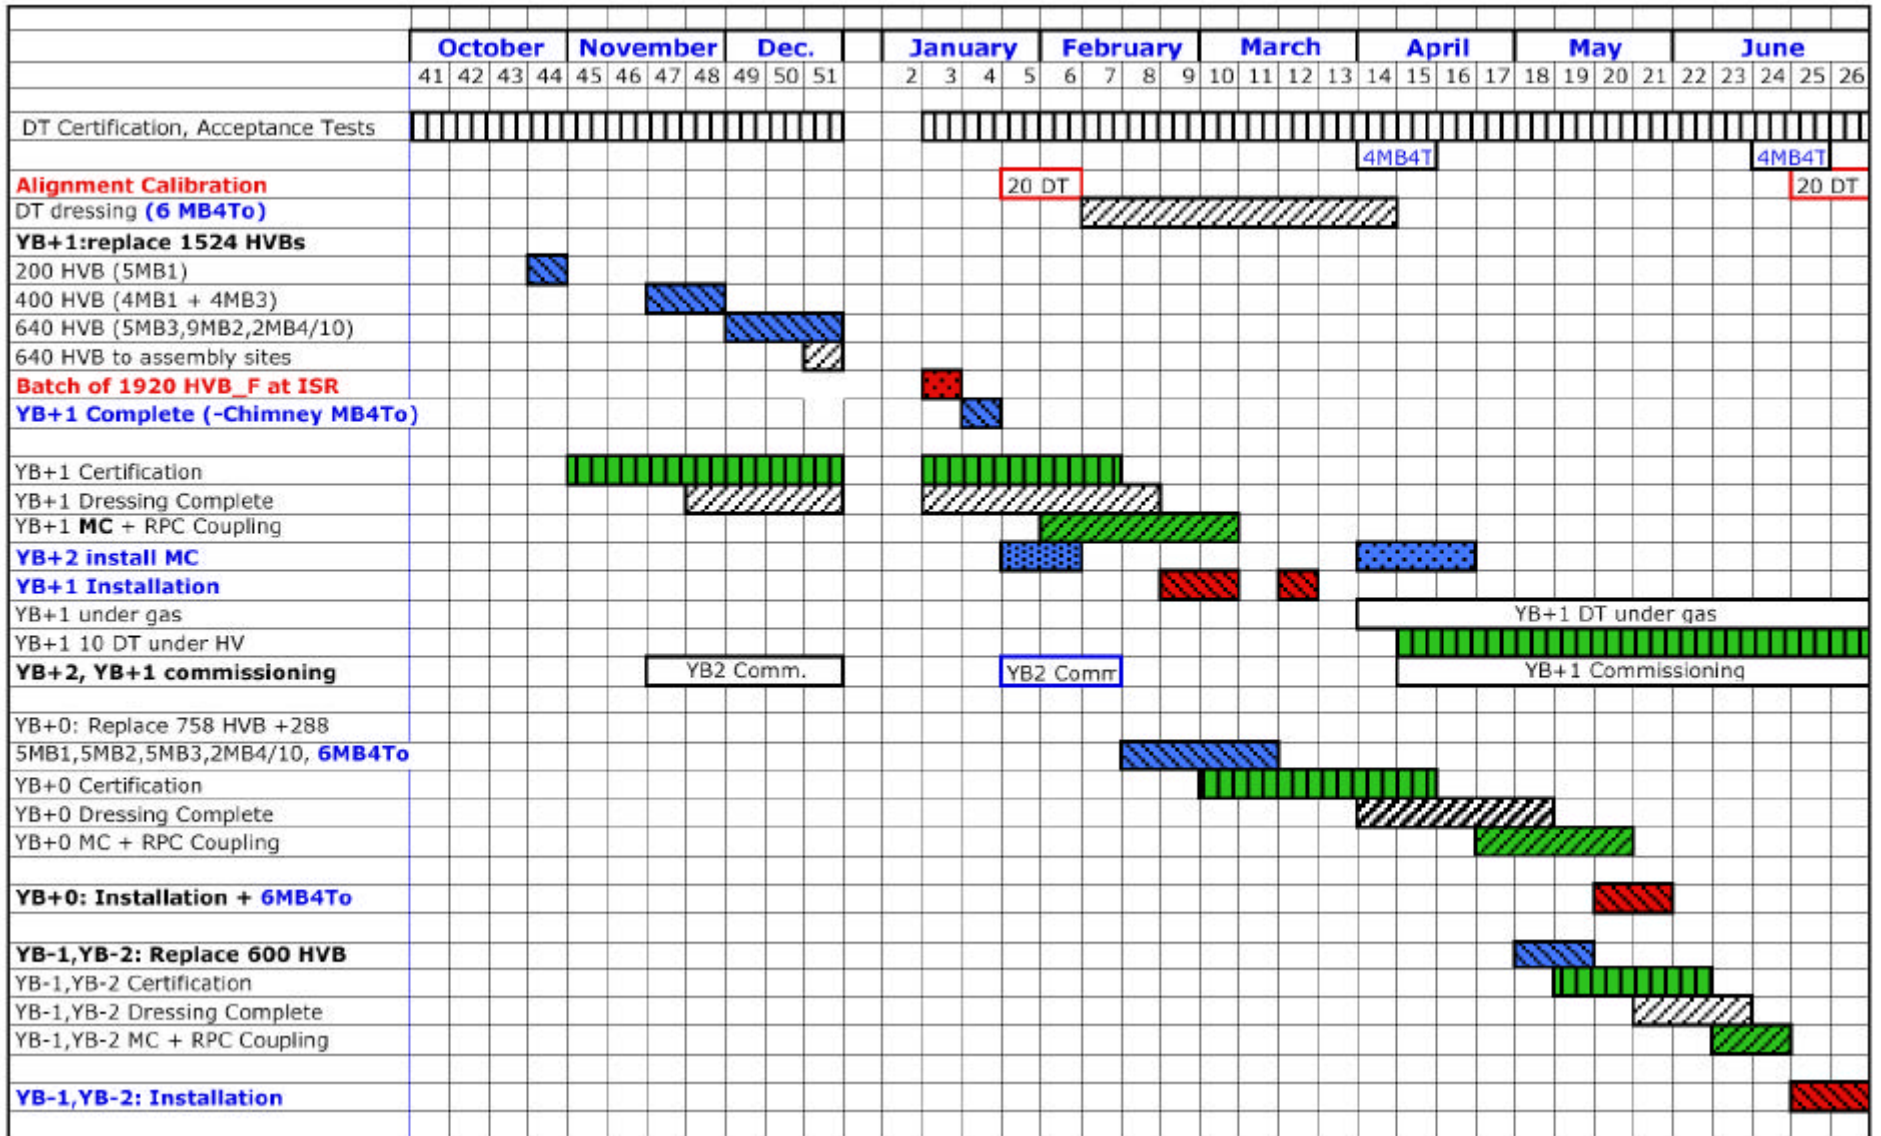 October November Dec. January February March April May June
41 42 43 44 45 46 47 48 49 50 51 2 3 4 5 6 7 8 9 10 11 12 13 14 15 16 17 18 19 20 21 22 23 24 25 26
DT Certification, Acceptance Tests
4MB4T 4MB4T
Alignment Calibration 20 DT 20 DT
DT dressing (6 MB4To)
YB+1:replace 1524 HVBs
200 HVB (5MB1)
400 HVB (4MB1 + 4MB3)
640 HVB (5MB3,9MB2,2MB4/10)
640 HVB to assembly sites
Batch of 1920 HVB_F at ISR
YB+1 Complete (-Chimney MB4To)
YB+1 Certification
YB+1 Dressing Complete
YB+1 MC + RPC Coupling
YB+2 install MC
YB+1 Installation
YB+1 under gas YB+1 DT under gas
YB+1 10 DT under HV
YB+2, YB+1 commissioning YB2 Comm. YB2 Comm YB+1 Commissioning
YB+0: Replace 758 HVB +288
5MB1,5MB2,5MB3,2MB4/10, 6MB4To
YB+0 Certification
YB+0 Dressing Complete
YB+0 MC + RPC Coupling
YB+0: Installation + 6MB4To
YB-1,YB-2: Replace 600 HVB
YB-1,YB-2 Certification
YB-1,YB-2 Dressing Complete
YB-1,YB-2 MC + RPC Coupling
YB-1,YB-2: Installation